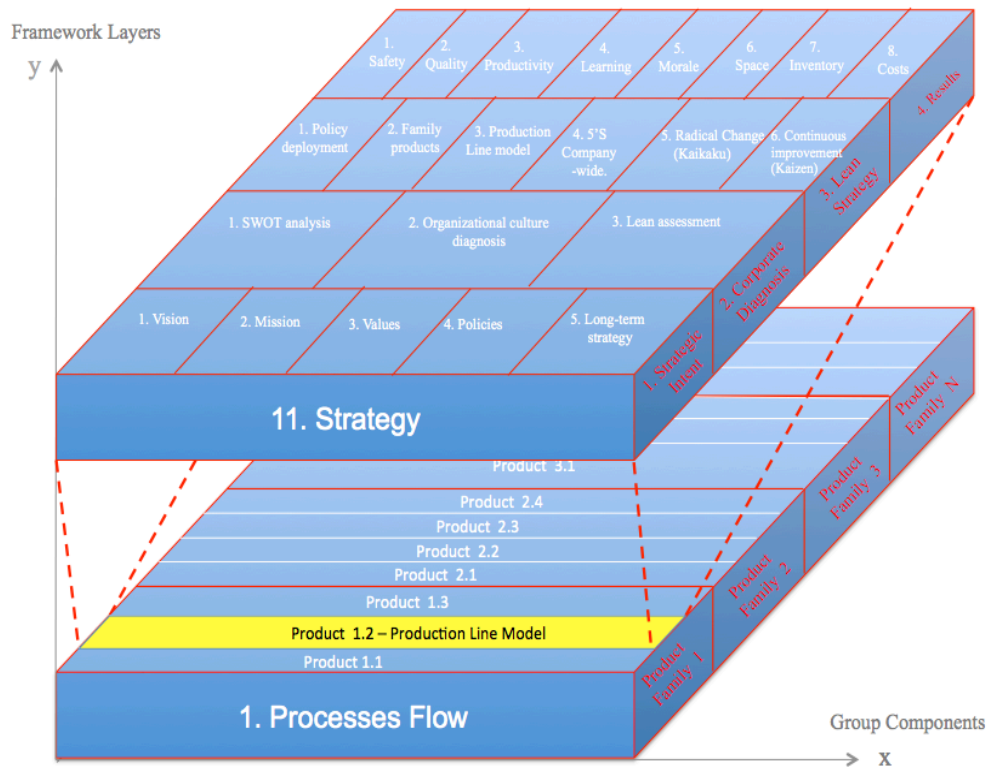 Framework Layers
y
1.
Safety
2.
Quality
3.
Productivity
4.
Learning
5.
Morale
6.
Space
7.
Inventory
8.
Costs
4. Results
1. Policy
deployment
2. Family
products
3. Production
Line model
4. 5'S
Company
-wide.
5. Radical Change
(Kaikaku)
6. Continuous
improvement
(Kaizen)
3. Lean
Strategy
1. SWOT analysis
2. Organizational culture
diagnosis
3. Lean assessment
2. Corporate
Diagnosis
1. Vision
2. Mission
3. Values
4. Policies
5. Long-term
strategy
1. Strategic
Intent
11. Strategy
Product Family N
Product 3.1
Product
Family 3
Product 2.4
Product 2.3
Product 2.2
Product 2.1
Product
Family 2
Product 1.3
Product 1.2 – Production Line Model
Product 1.1
Product
Family 1
1. Processes Flow
Group Components
x